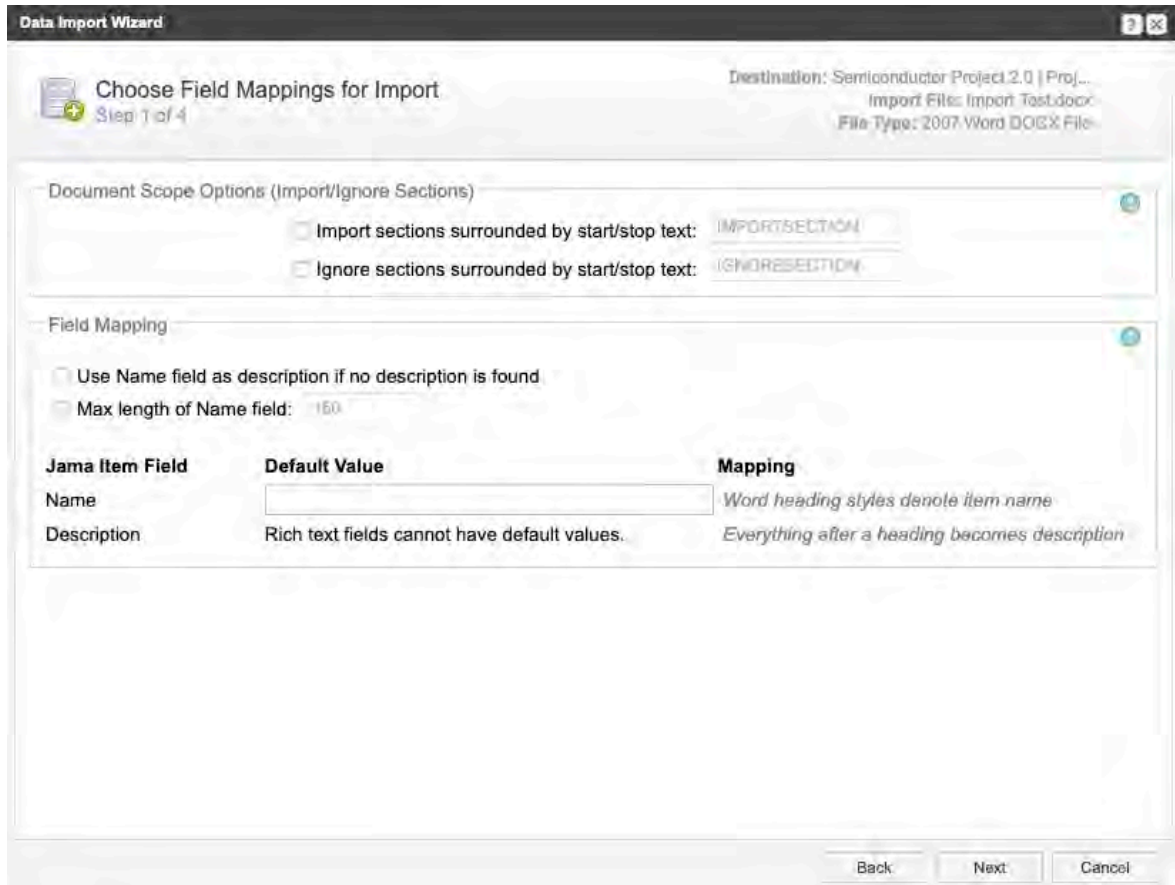 Data Import Wizard
Choose Field Mappings for Import
Step 1 of 4
Destination: Semiconductor Project 2.0 | Proj...
Import File: Import Test.docx
File Type: 2007 Word DOCX File
Document Scope Options (Import/Ignore Sections)
Import sections surrounded by start/stop text: IMPORTSECTION
Ignore sections surrounded by start/stop text: IGNORESECTION
Field Mapping
Use Name field as description if no description is found
Max length of Name field: 150
Jama Item Field Default Value Mapping
Name Word heading styles denote item name
Description Rich text fields cannot have default values. Everything after a heading becomes description
Back Next Cancel